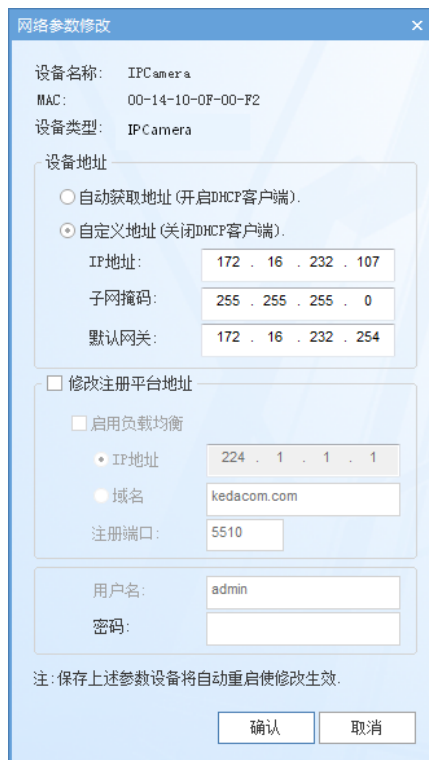 网络参数修改
设备名称: IPCamera
MAC: 00-14-10-0F-00-F2
设备类型: IPCamera
设备地址
自动获取地址(开启DHCP客户端).
自定义地址(关闭DHCP客户端).
IP地址: 172 . 16 . 232 . 107
子网掩码: 255 . 255 . 255 . 0
默认网关: 172 . 16 . 232 . 254
修改注册平台地址
启用负载均衡
IP地址 224 . 1 . 1 . 1
域名 kedacom.com
注册端口: 5510
用户名: admin
密码:
注:保存上述参数设备将自动重启使修改生效.
确认 取消